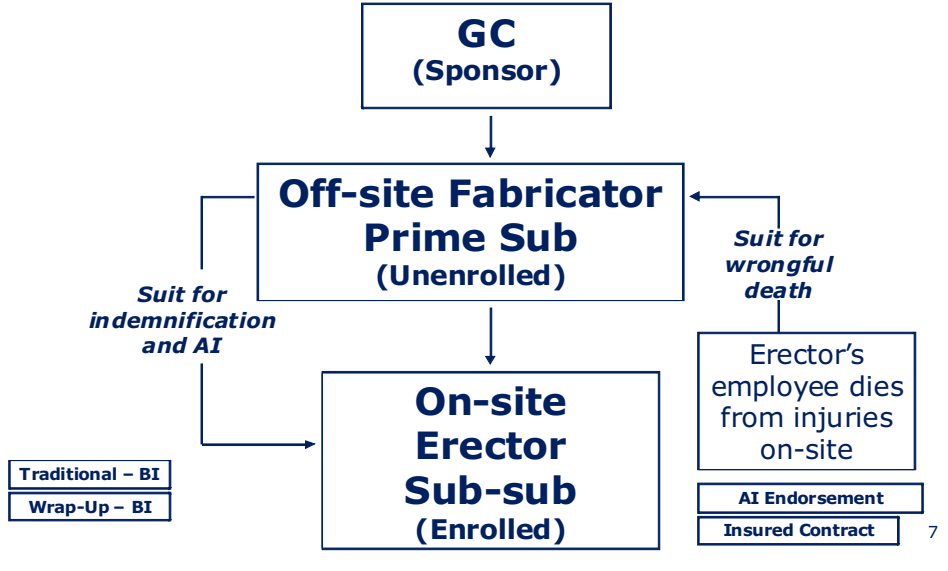 GC
(Sponsor)
Off-site Fabricator
Prime Sub
(Unenrolled)
Suit for
wrongful
death
Suit for
indemnification
and AI
Erector’s
employee dies
from injuries
on-site
On-site
Erector
Sub-sub
(Enrolled)
Traditional – BI
Wrap-Up – BI
AI Endorsement
Insured Contract
7